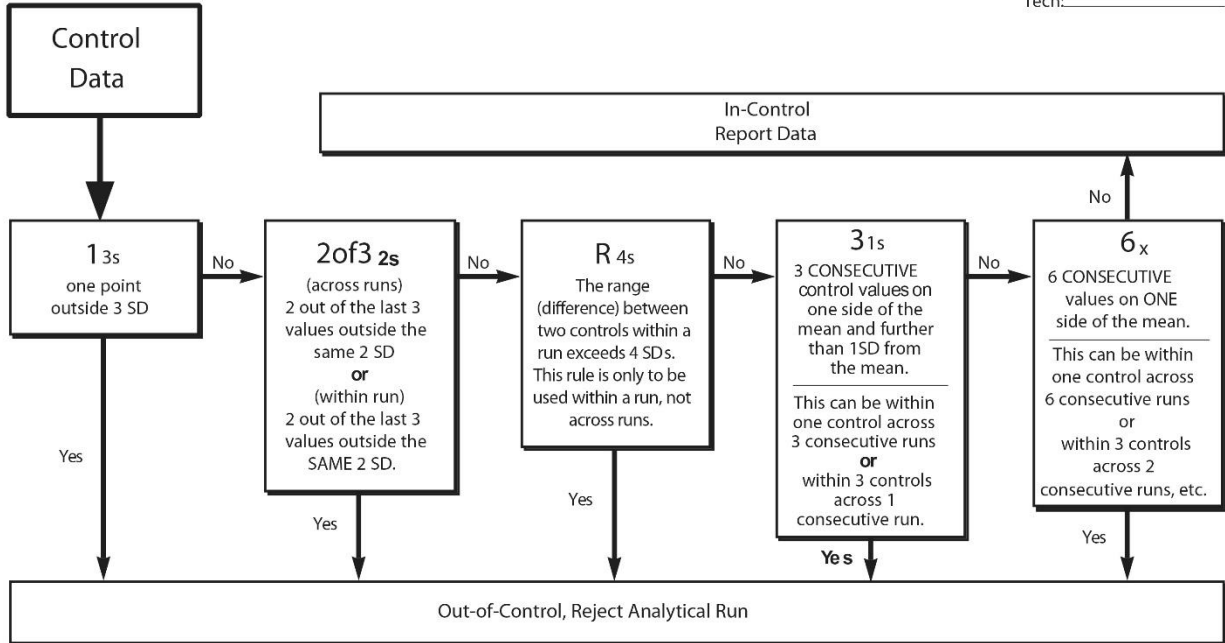 Tech:
Control
Data
In-Control
Report Data
No
1 3s
one point
outside 3 SD
No
2of3 2s
(across runs)
2 out of the last 3
values outside the
same 2 SD
or
(within run)
2 out of the last 3
values outside the
SAME 2 SD.
No
R 4s
The range
(difference) between
two controls within a
run exceeds 4 SDs.
This rule is only to be
used within a run, not
across runs.
No
3 1s
3 CONSECUTIVE
control values on
one side of the
mean and further
than 1SD from
the mean.
This can be within
one control across
3 consecutive runs
or
within 3 controls
across 1
consecutive run.
No
6 x
6 CONSECUTIVE
values on ONE
side of the mean.
This can be within
one control across
6 consecutive runs
or
within 3 controls
across 2
consecutive runs, etc.
Yes
Yes
Yes
Yes
Yes
Out-of-Control, Reject Analytical Run